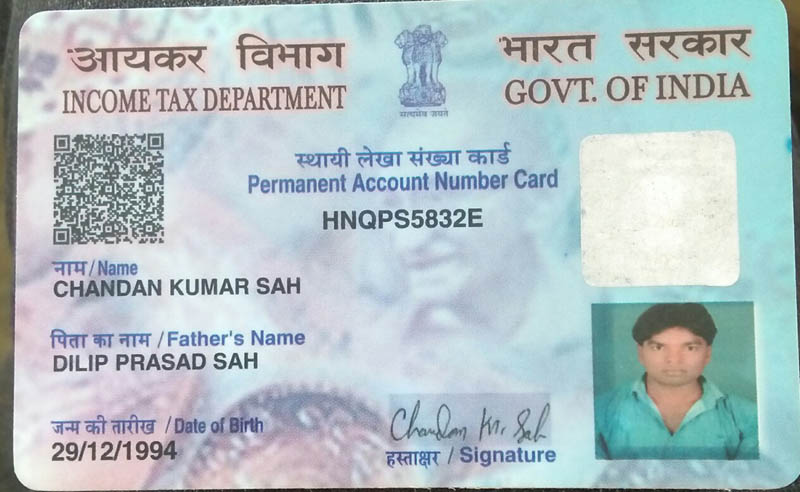 आयकर विभाग
INCOME TAX DEPARTMENT
सत्यमेव जयते
भारत सरकार
GOVT. OF INDIA
स्थायी लेखा संख्या कार्ड
Permanent Account Number Card
HNQPS5832E
नाम / Name
CHANDAN KUMAR SAH
पिता का नाम / Father's Name
DILIP PRASAD SAH
जन्म की तारीख / Date of Birth
29/12/1994
Chandan Kr. Sah
हस्ताक्षर / Signature